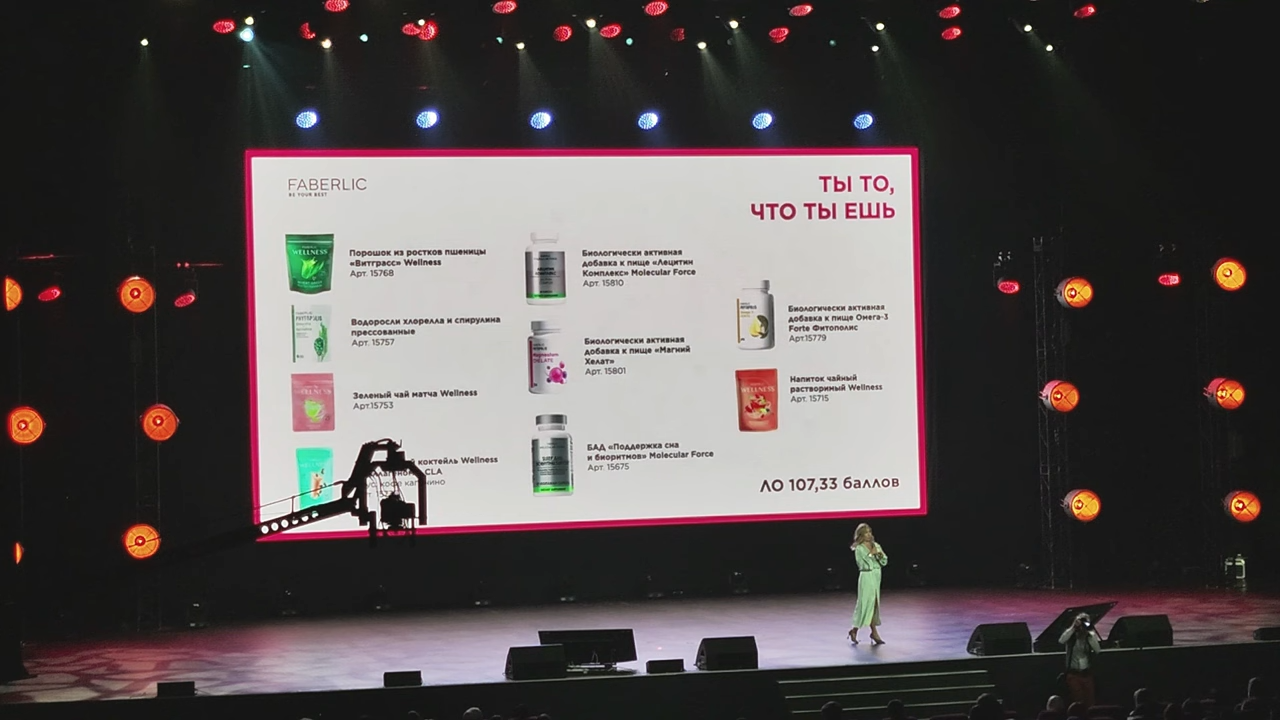 FABERLIC
BE YOUR BEST
ТЫ ТО,
ЧТО ТЫ ЕШЬ
WELLNESS
Порошок из ростков пшеницы
«Витграсс» Wellness
Арт. 15768
Водоросли хлорелла и спирулина
прессованные
Арт. 15757
WELLNESS
Зеленый чай матча Wellness
Арт.15753
коктейль Wellness
CLA
Биологически активная
добавка к пище «Лецитин
Комплекс» Molecular Force
Арт. 15810
Биологически активная
добавка к пище «Магний
Хелат»
Арт. 15801
БАД «Поддержка сна
и биоритмов» Molecular Force
Арт. 15675
Биологически активная
добавка к пище Омега-3
Forte Фитополис
Арт.15779
WELLNESS
Напиток чайный
растворимый Wellness
Арт. 15715
ЛО 107,33 баллов